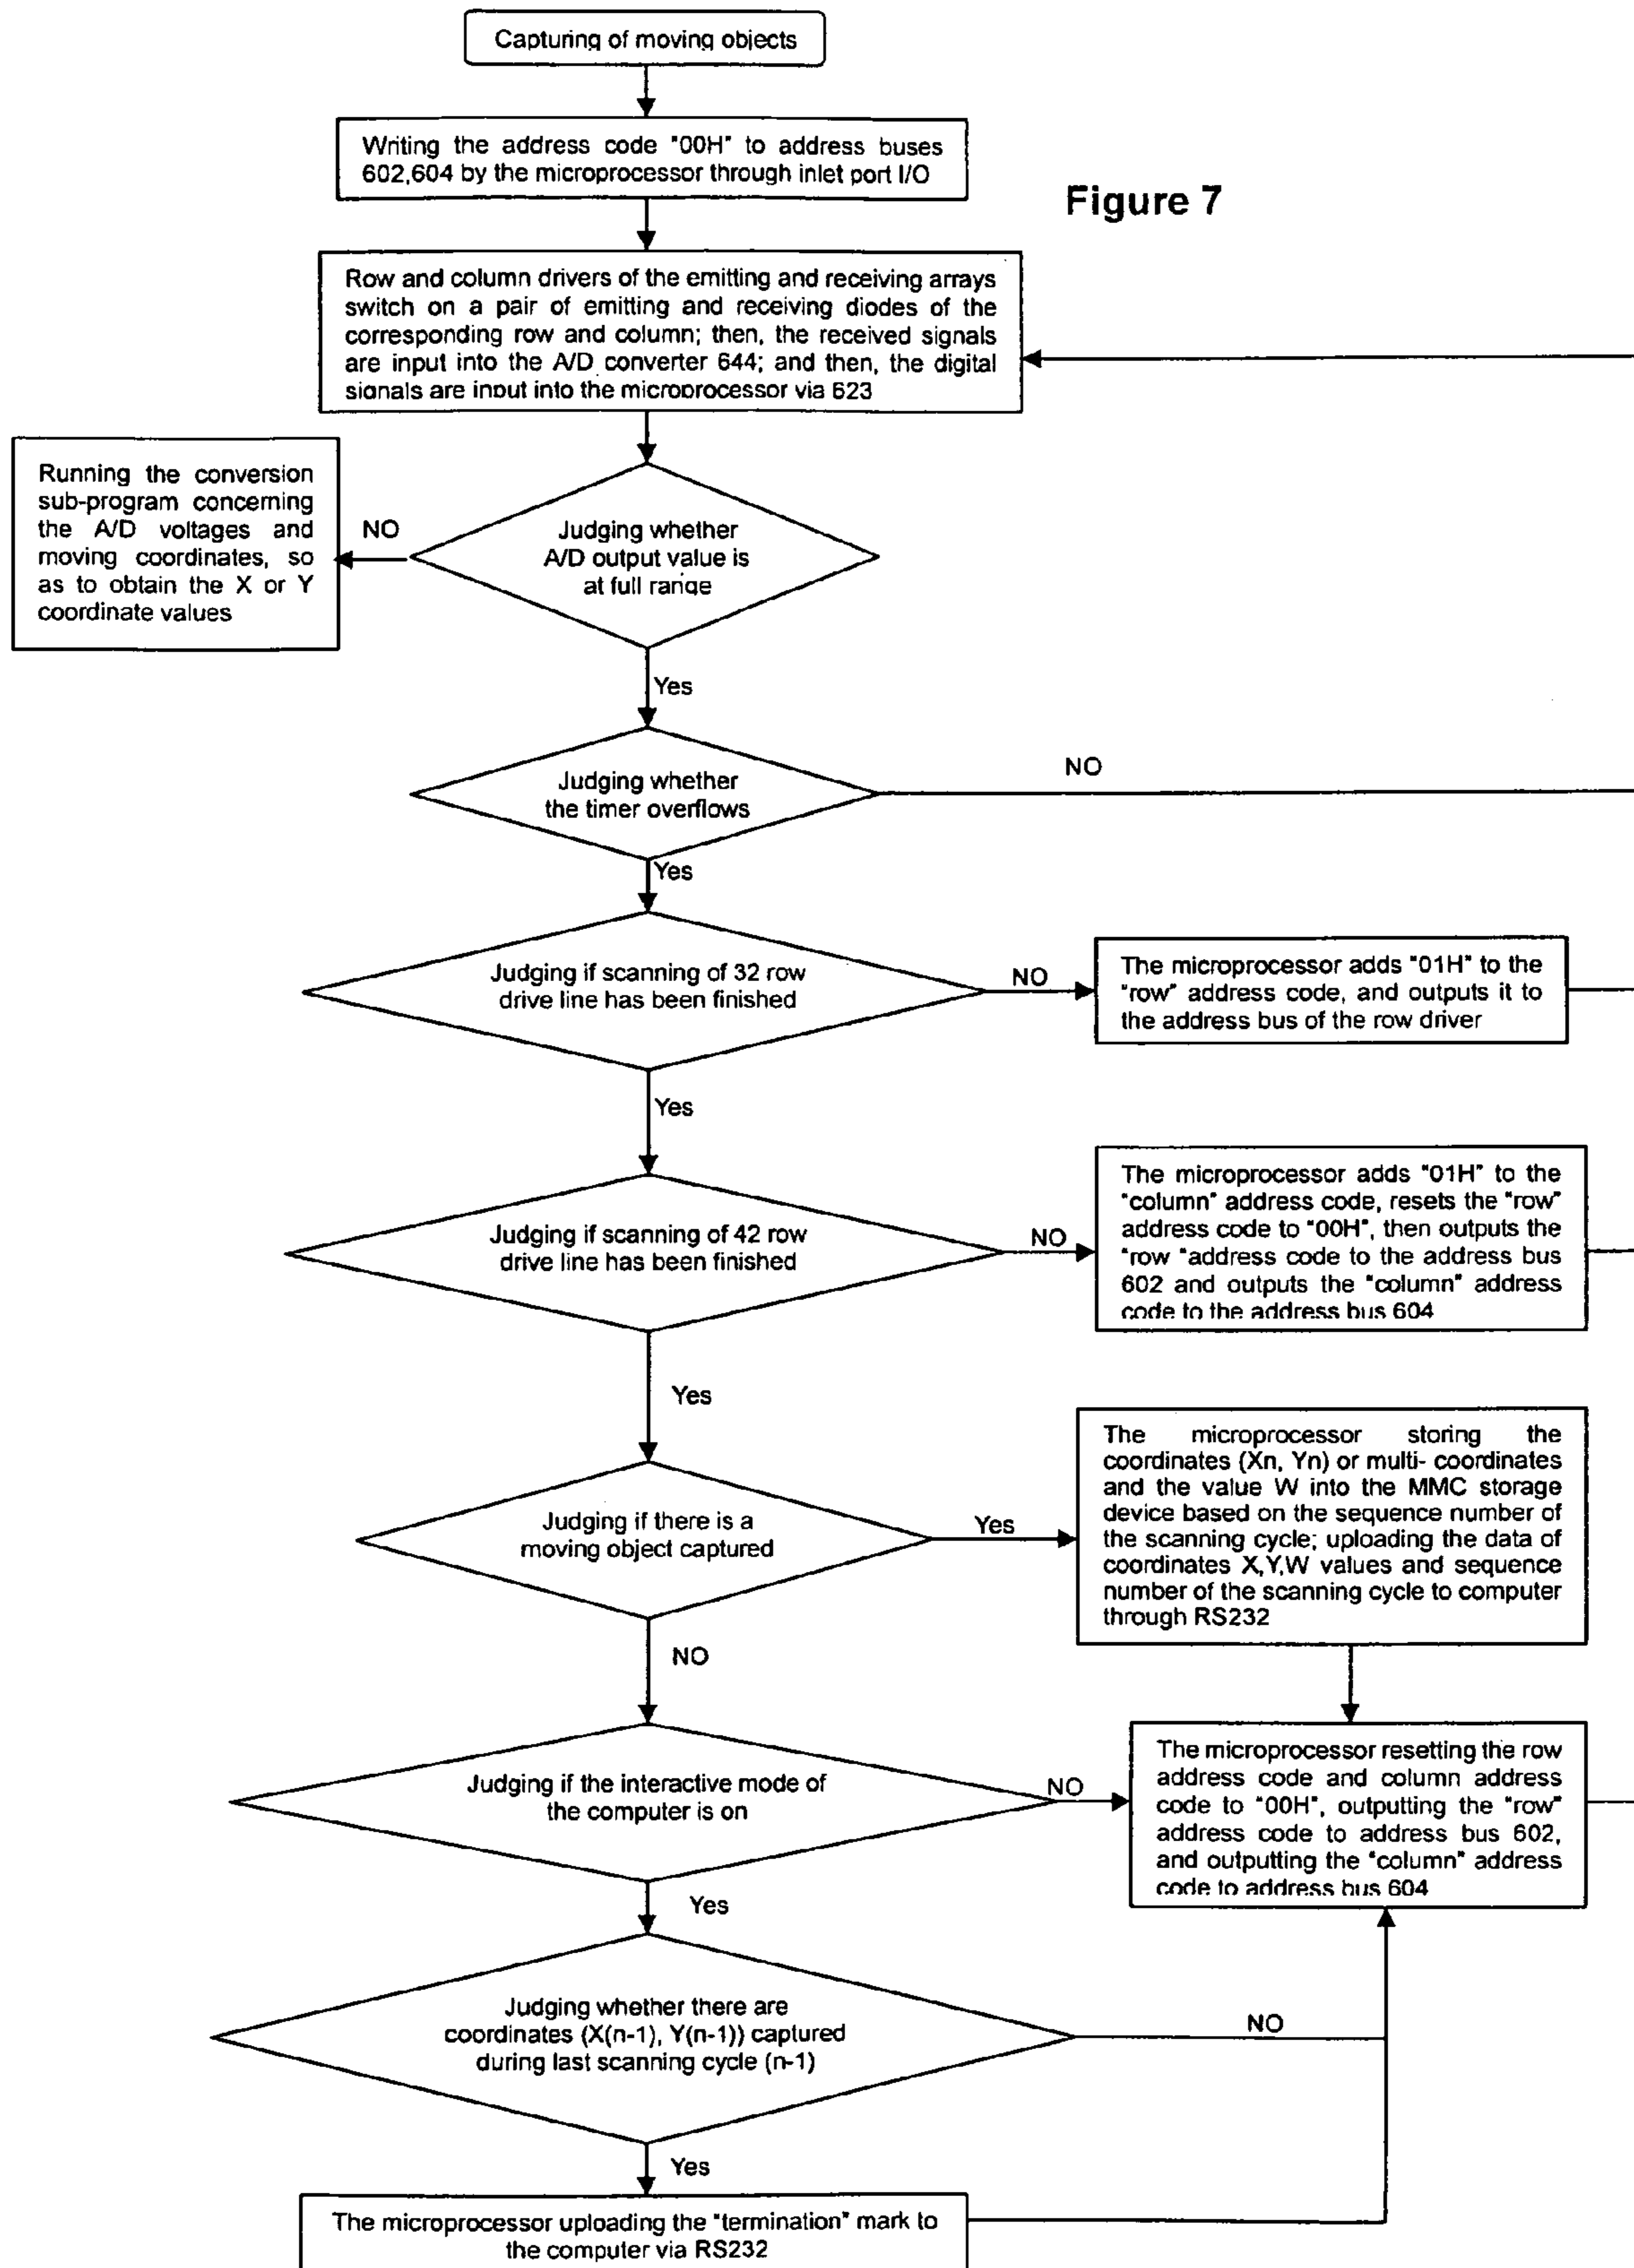 Capturing of moving objects
Writing the address code "00H" to address buses
602,604 by the microprocessor through inlet port I/O
Figure 7
Row and column drivers of the emitting and receiving arrays
switch on a pair of emitting and receiving diodes of the
corresponding row and column; then, the received signals
are input into the A/D converter 644; and then, the digital
signals are input into the microprocessor via 623
Running the conversion
sub-program concerning
the A/D voltages and
moving coordinates, so
as to obtain the X or Y
coordinate values
NO
Judging whether
A/D output value is
at full range
Yes
Judging whether
the timer overflows
NO
Yes
Judging if scanning of 32 row
drive line has been finished
NO
The microprocessor adds "01H" to the
"row" address code, and outputs it to
the address bus of the row driver
Yes
Judging if scanning of 42 row
drive line has been finished
NO
The microprocessor adds "01H" to the
"column" address code, resets the "row"
address code to "00H", then outputs the
"row "address code to the address bus
602 and outputs the "column" address
code to the address bus 604
Yes
Judging if there is a
moving object captured
Yes
The microprocessor storing the
coordinates (Xn, Yn) or multi- coordinates
and the value W into the MMC storage
device based on the sequence number of
the scanning cycle; uploading the data of
coordinates X,Y,W values and sequence
number of the scanning cycle to computer
through RS232
NO
Judging if the interactive mode of
the computer is on
NO
The microprocessor resetting the row
address code and column address
code to "00H", outputting the "row"
address code to address bus 602,
and outputting the "column" address
code to address bus 604
Yes
Judging whether there are
coordinates (X(n-1), Y(n-1)) captured
during last scanning cycle (n-1)
NO
Yes
The microprocessor uploading the "termination" mark to
the computer via RS232